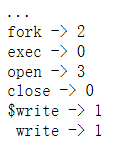 ...
fork -> 2
exec -> 0
open -> 3
close -> 0
$write -> 1
 write -> 1